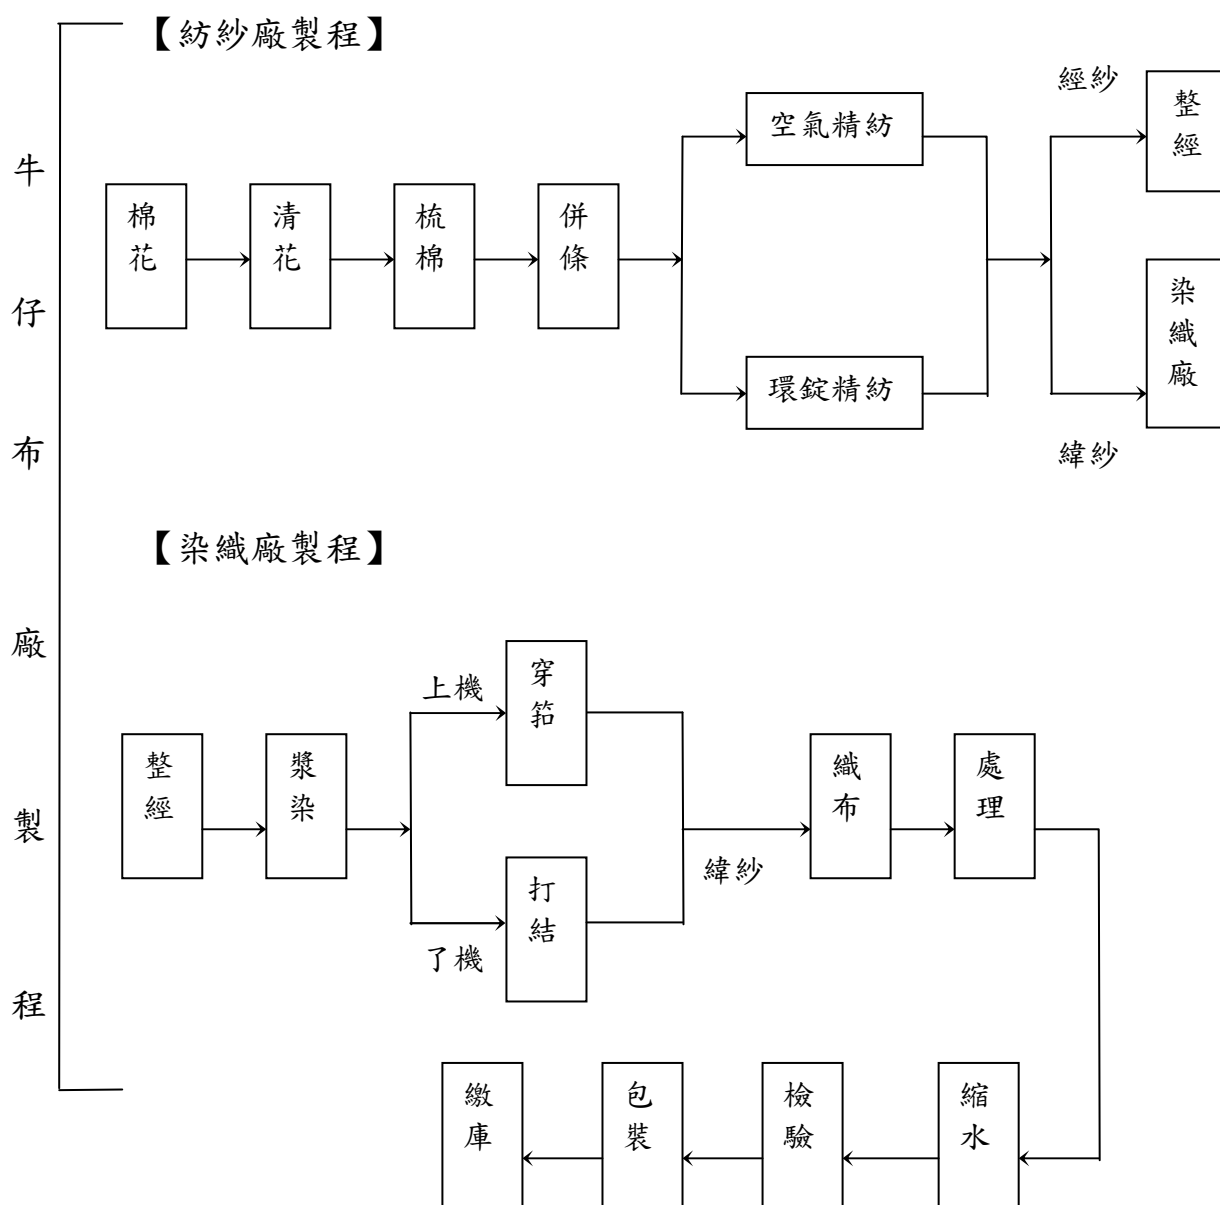 牛仔布廠製程
【紡紗廠製程】
棉花
清花
梳棉
併條
空氣精紡
環錠精紡
經紗
整經
緯紗
染織廠
【染織廠製程】
整經
漿染
上機
穿筘
了機
打結
緯紗
織布
處理
縮水
檢驗
包裝
繳庫